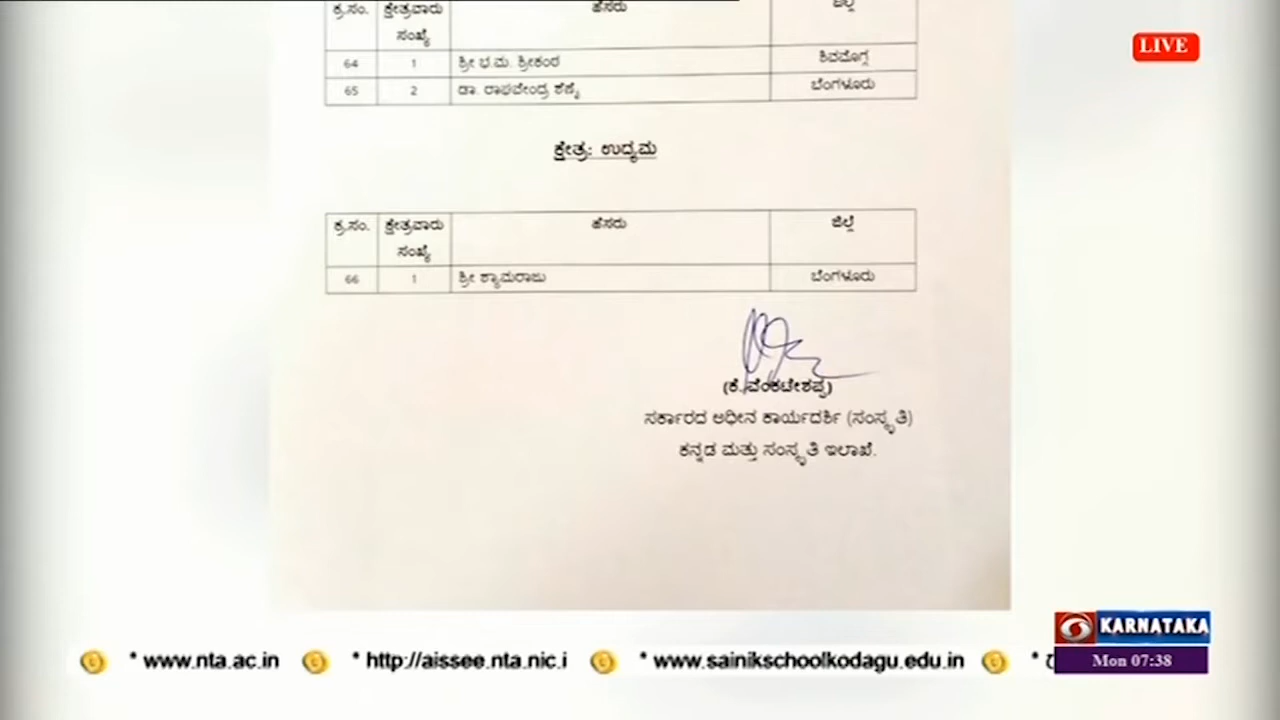 ಕ್ರ.ಸಂ. ಕ್ಷೇತ್ರವಾರು ಸಂಖ್ಯೆ ಹೆಸರು ಜಿಲ್ಲೆ
64 1 ಶ್ರೀ ಭ.ಮ. ಶ್ರೀಕಂಠ ಶಿವಮೊಗ್ಗ
65 2 ಡಾ. ರಾಘವೇಂದ್ರ ಶೆಣೈ ಬೆಂಗಳೂರು
ಕ್ಷೇತ್ರ: ಉದ್ಯಮ
ಕ್ರ.ಸಂ. ಕ್ಷೇತ್ರವಾರು ಸಂಖ್ಯೆ ಹೆಸರು ಜಿಲ್ಲೆ
66 1 ಶ್ರೀ ಶ್ಯಾಮರಾಜು ಬೆಂಗಳೂರು
(ಕೆ. ವೆಂಕಟೇಶಪ್ಪ)
ಸರ್ಕಾರದ ಅಧೀನ ಕಾರ್ಯದರ್ಶಿ (ಸಂಸ್ಕೃತಿ)
ಕನ್ನಡ ಮತ್ತು ಸಂಸ್ಕೃತಿ ಇಲಾಖೆ.
LIVE
KARNATAKA
Mon 07:38
* www.nta.ac.in * http://aissee.nta.nic.i * www.sainikschoolkodagu.edu.in *